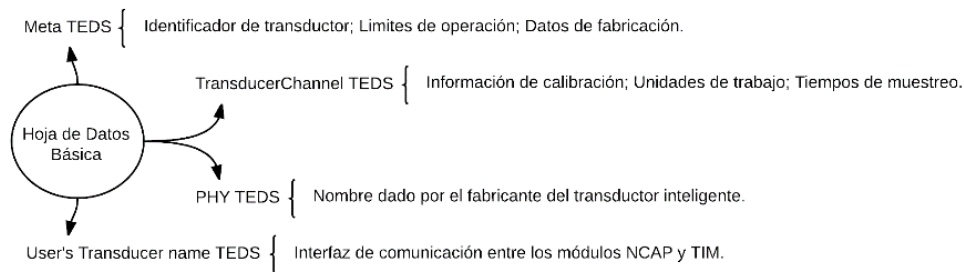 Meta TEDS { Identificador de transductor; Limites de operación; Datos de fabricación.
TransducerChannel TEDS { Información de calibración; Unidades de trabajo; Tiempos de muestreo.
Hoja de Datos
Básica
PHY TEDS { Nombre dado por el fabricante del transductor inteligente.
User's Transducer name TEDS { Interfaz de comunicación entre los módulos NCAP y TIM.